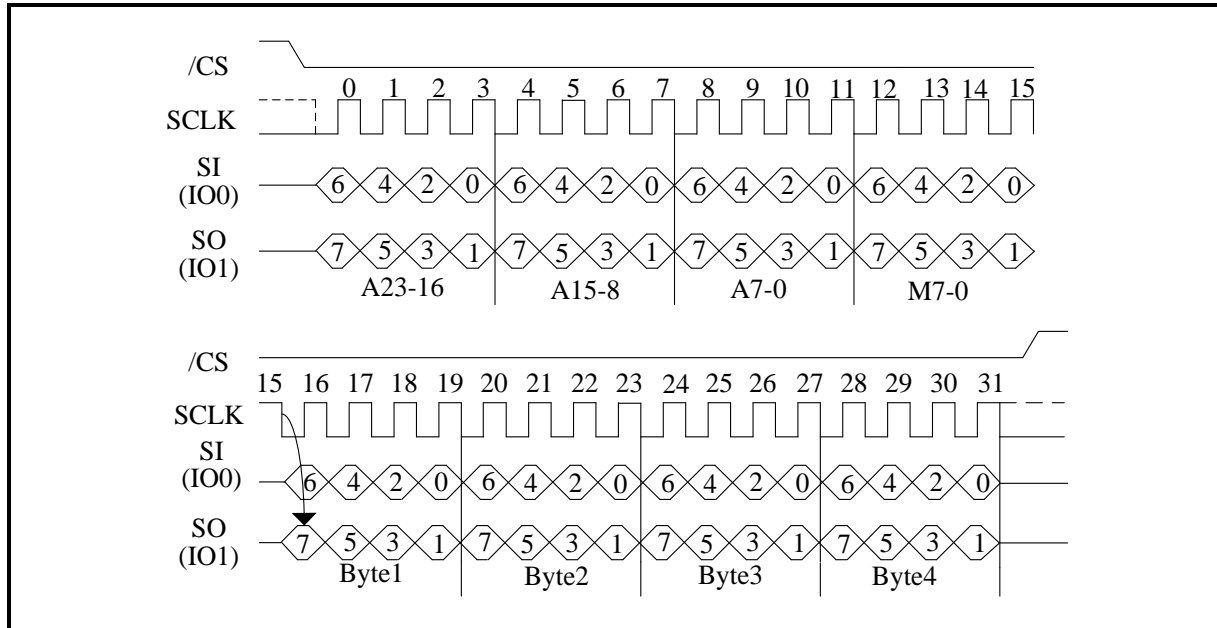 /CS
0 1 2 3 4 5 6 7 8 9 10 11 12 13 14 15
SCLK
SI
(IO0)
6 4 2 0 6 4 2 0 6 4 2 0 6 4 2 0
SO
(IO1)
7 5 3 1 7 5 3 1 7 5 3 1 7 5 3 1
A23-16 A15-8 A7-0 M7-0
/CS
15 16 17 18 19 20 21 22 23 24 25 26 27 28 29 30 31
SCLK
SI
(IO0)
6 4 2 0 6 4 2 0 6 4 2 0 6 4 2 0
SO
(IO1)
7 5 3 1 7 5 3 1 7 5 3 1 7 5 3 1
Byte1 Byte2 Byte3 Byte4